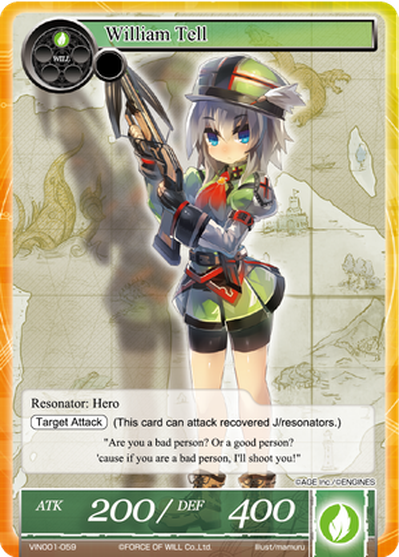 William Tell
WILL
Resonator: Hero
Target Attack (This card can attack recovered J/resonators.)
"Are you a bad person? Or a good person?
'cause if you are a bad person, I'll shoot you!"
©AGE Inc./©ENGINES
ATK 200/ DEF 400
VIN001-059 ©FORCE OF WILL Co.,Ltd. Illust/mamuru